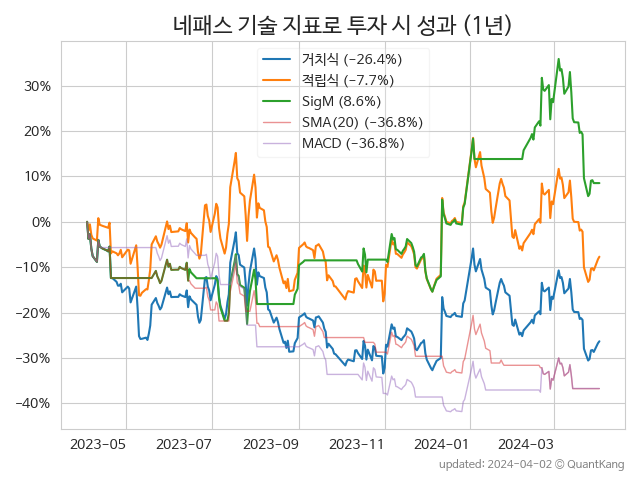 네패스 기술 지표로 투자 시 성과 (1년)
거치식 (−26.4%)
적립식 (−7.7%)
SigM (8.6%)
SMA(20) (−36.8%)
MACD (−36.8%)
30%
20%
10%
0%
−10%
−20%
−30%
−40%
2023-05 2023-07 2023-09 2023-11 2024-01 2024-03
updated: 2024-04-02 © QuantKang